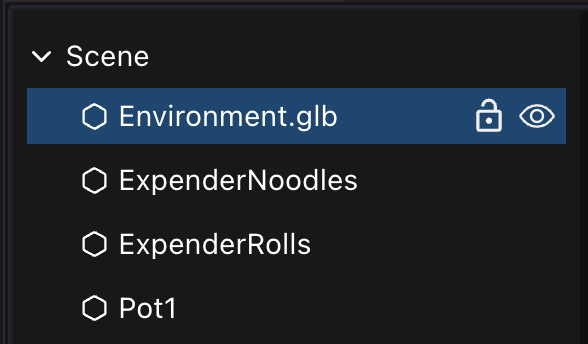 Scene
Environment.glb
ExpenderNoodles
ExpenderRolls
Pot1